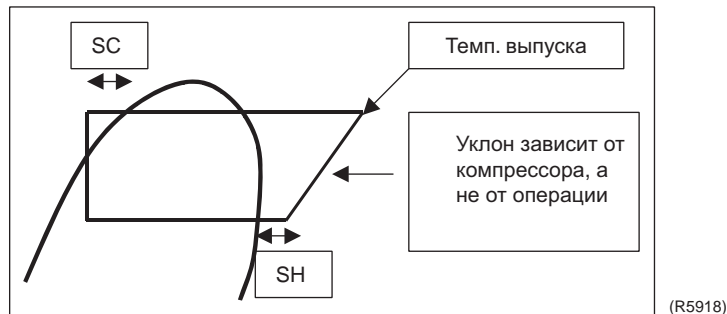 SC
Темп. выпуска
Уклон зависит от
компрессора, а
не от операции
SH
(R5918)